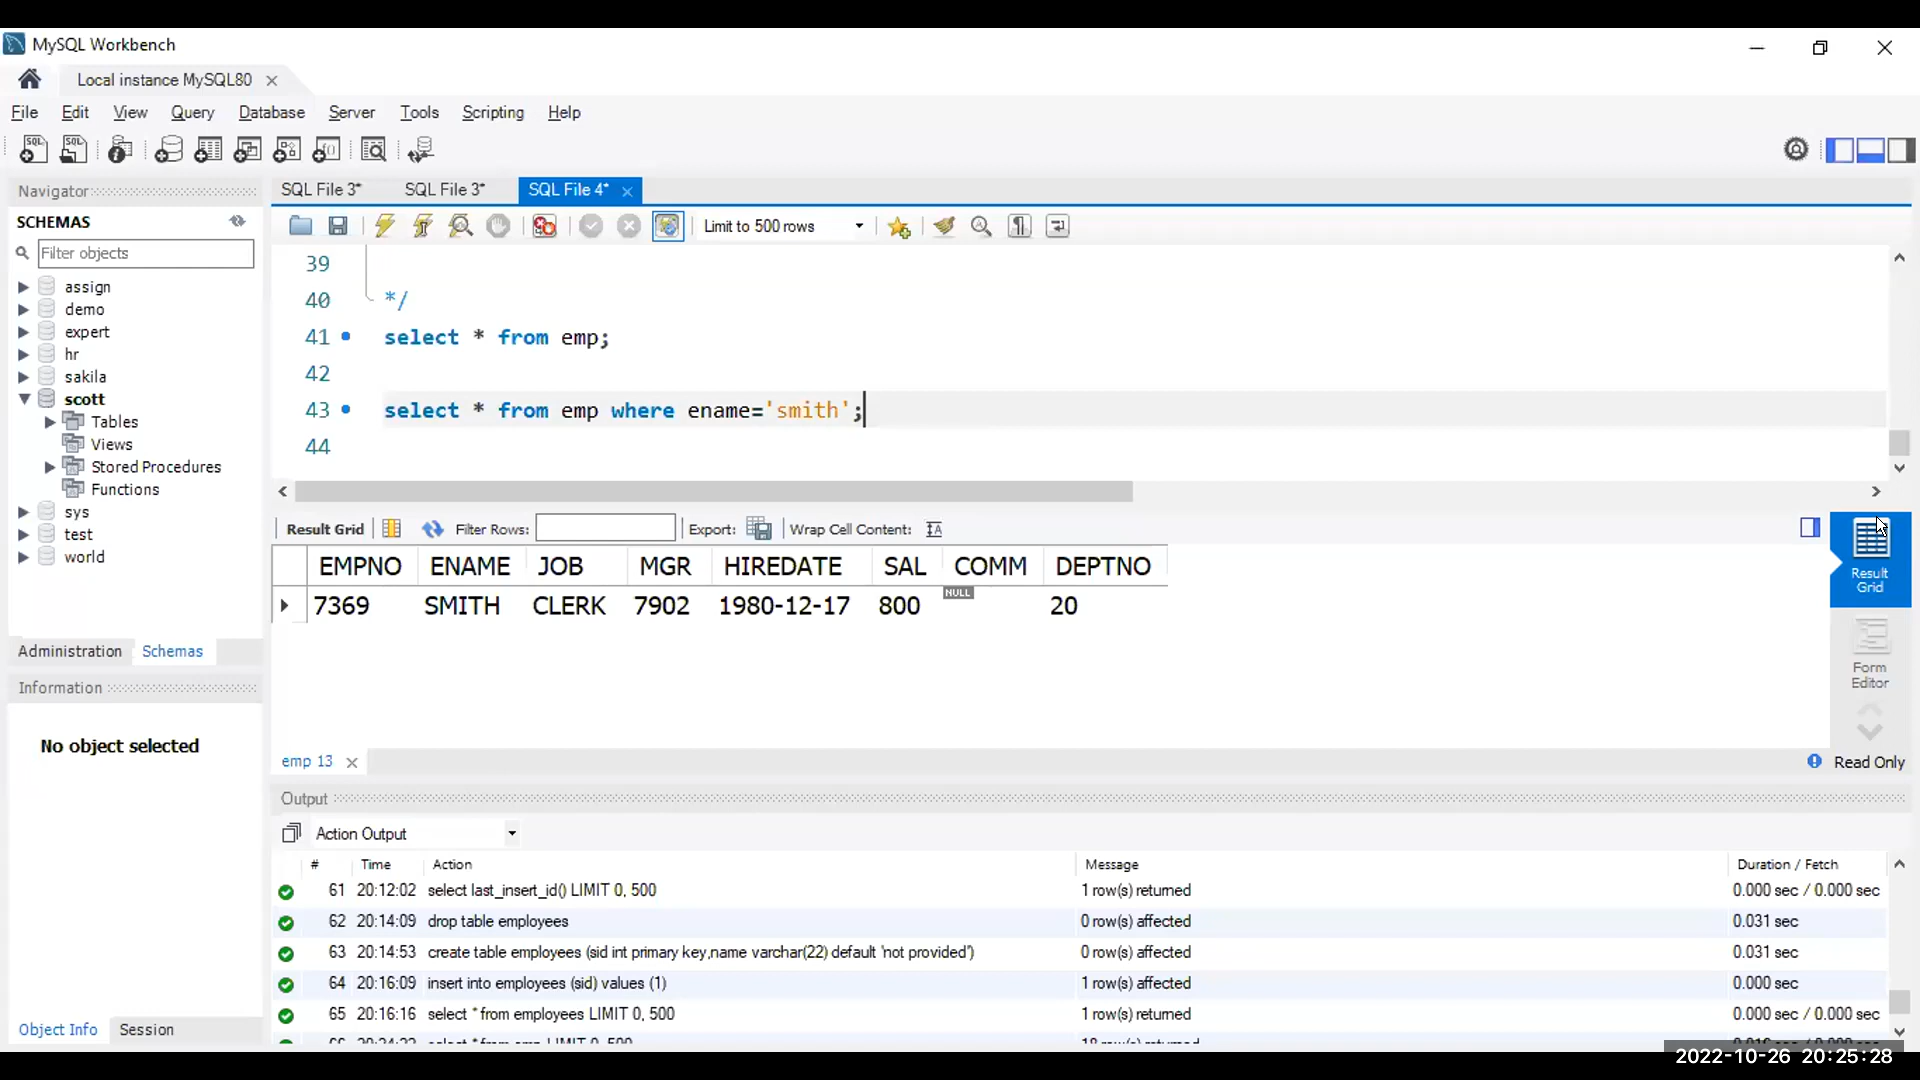 MySQL Workbench
Local instance MySQL80
File Edit View Query Database Server Tools Scripting Help
Navigator
SCHEMAS
Filter objects
assign
demo
expert
hr
sakila
scott
Tables
Views
Stored Procedures
Functions
sys
test
world
Administration Schemas
Information
No object selected
Object Info Session
SQL File 3* SQL File 3* SQL File 4*
Limit to 500 rows
39
40 */
41 select * from emp;
42
43 select * from emp where ename='smith';
44
Result Grid Filter Rows: Export: Wrap Cell Content:
EMPNO ENAME JOB MGR HIREDATE SAL COMM DEPTNO
7369 SMITH CLERK 7902 1980-12-17 800 NULL 20
Result Grid
Form Editor
emp 13
Read Only
Output
Action Output
# Time Action Message Duration / Fetch
61 20:12:02 select last_insert_id() LIMIT 0, 500 1 row(s) returned 0.000 sec / 0.000 sec
62 20:14:09 drop table employees 0 row(s) affected 0.031 sec
63 20:14:53 create table employees (sid int primary key,name varchar(22) default 'not provided') 0 row(s) affected 0.031 sec
64 20:16:09 insert into employees (sid) values (1) 1 row(s) affected 0.000 sec
65 20:16:16 select * from employees LIMIT 0, 500 1 row(s) returned 0.000 sec / 0.000 sec
2022-10-26 20:25:28